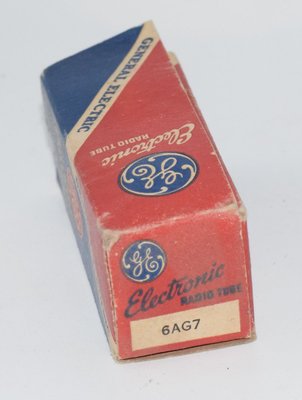 GENERAL ELECTRIC
Electronic
RADIO TUBE
GE
GE
Electronic
RADIO TUBE
6AG7